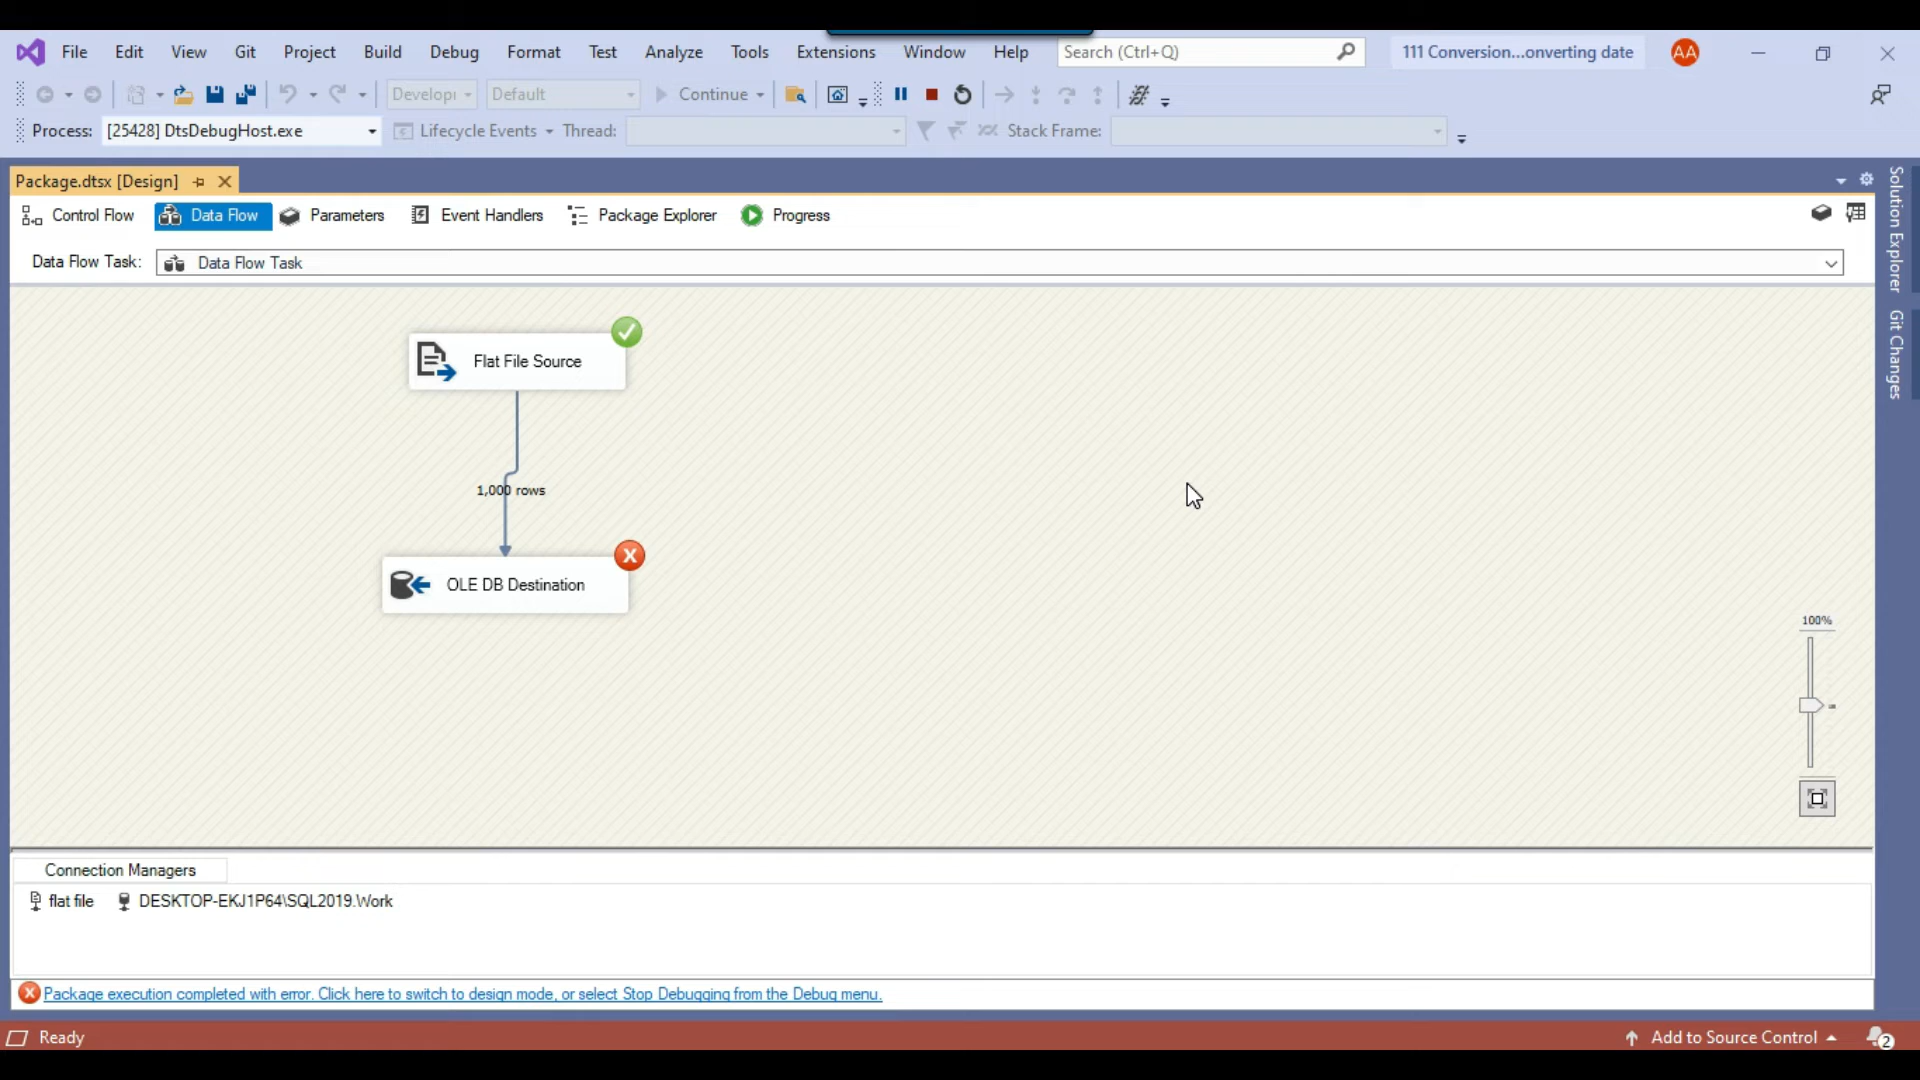 File Edit View Git Project Build Debug Format Test Analyze Tools Extensions Window Help Search (Ctrl+Q) 111 Conversion...onverting date AA
Developi Default Continue
Process: [25428] DtsDebugHost.exe Lifecycle Events Thread: Stack Frame:
Package.dtsx [Design]
Control Flow Data Flow Parameters Event Handlers Package Explorer Progress
Data Flow Task: Data Flow Task
Flat File Source
1,000 rows
OLE DB Destination
100%
Solution Explorer
Git Changes
Connection Managers
flat file DESKTOP-EKJ1P64\SQL2019.Work
Package execution completed with error. Click here to switch to design mode, or select Stop Debugging from the Debug menu.
Ready Add to Source Control 2